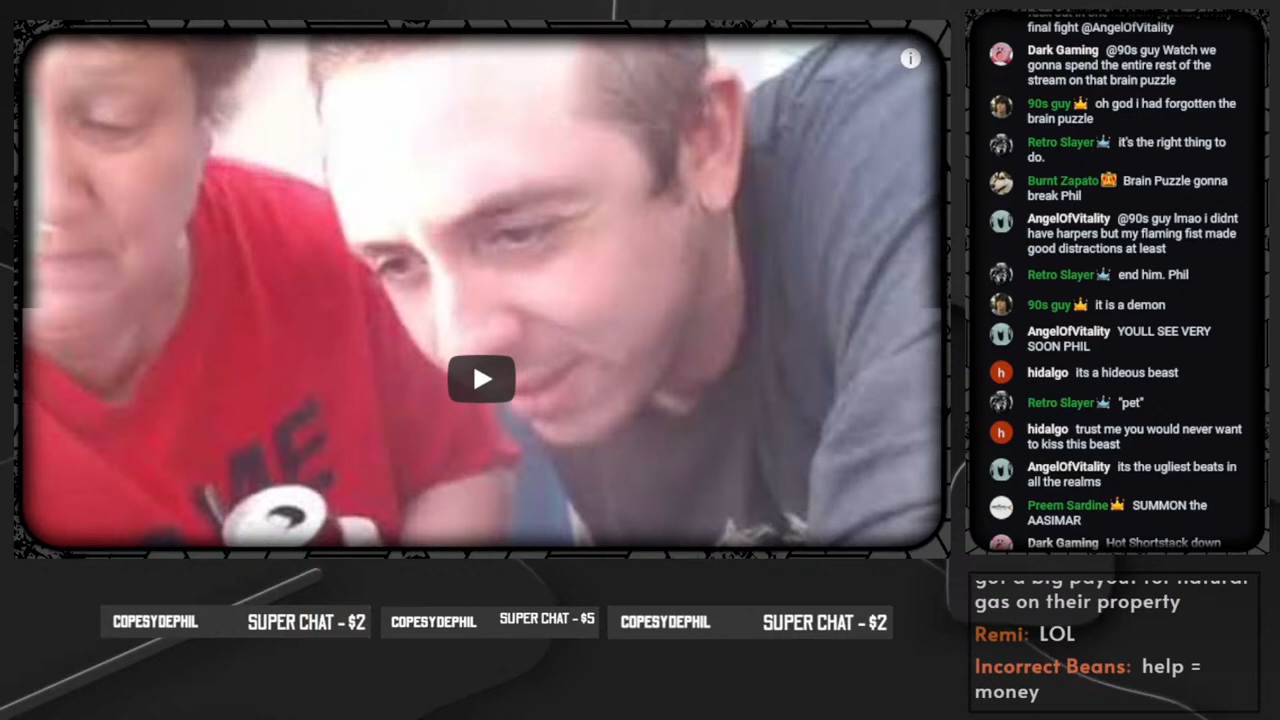 final fight @AngelOfVitality
Dark Gaming @90s guy Watch we
gonna spend the entire rest of the
stream on that brain puzzle
90s guy oh god i had forgotten the
brain puzzle
Retro Slayer it's the right thing to
do.
Burnt Zapato Brain Puzzle gonna
break Phil
AngelOfVitality @90s guy lmao i didnt
have harpers but my flaming fist made
good distractions at least
Retro Slayer end him. Phil
90s guy it is a demon
AngelOfVitality YOULL SEE VERY
SOON PHIL
h hidalgo its a hideous beast
Retro Slayer "pet"
h hidalgo trust me you would never want
to kiss this beast
AngelOfVitality its the ugliest beats in
all the realms
Preem Sardine SUMMON the
AASIMAR
Dark Gaming Hot Shortstack down
got a big payout for natural
gas on their property
Remi: LOL
Incorrect Beans: help =
money
COPESYDEPHIL SUPER CHAT - $2
COPESYDEPHIL SUPER CHAT - $5
COPESYDEPHIL SUPER CHAT - $2